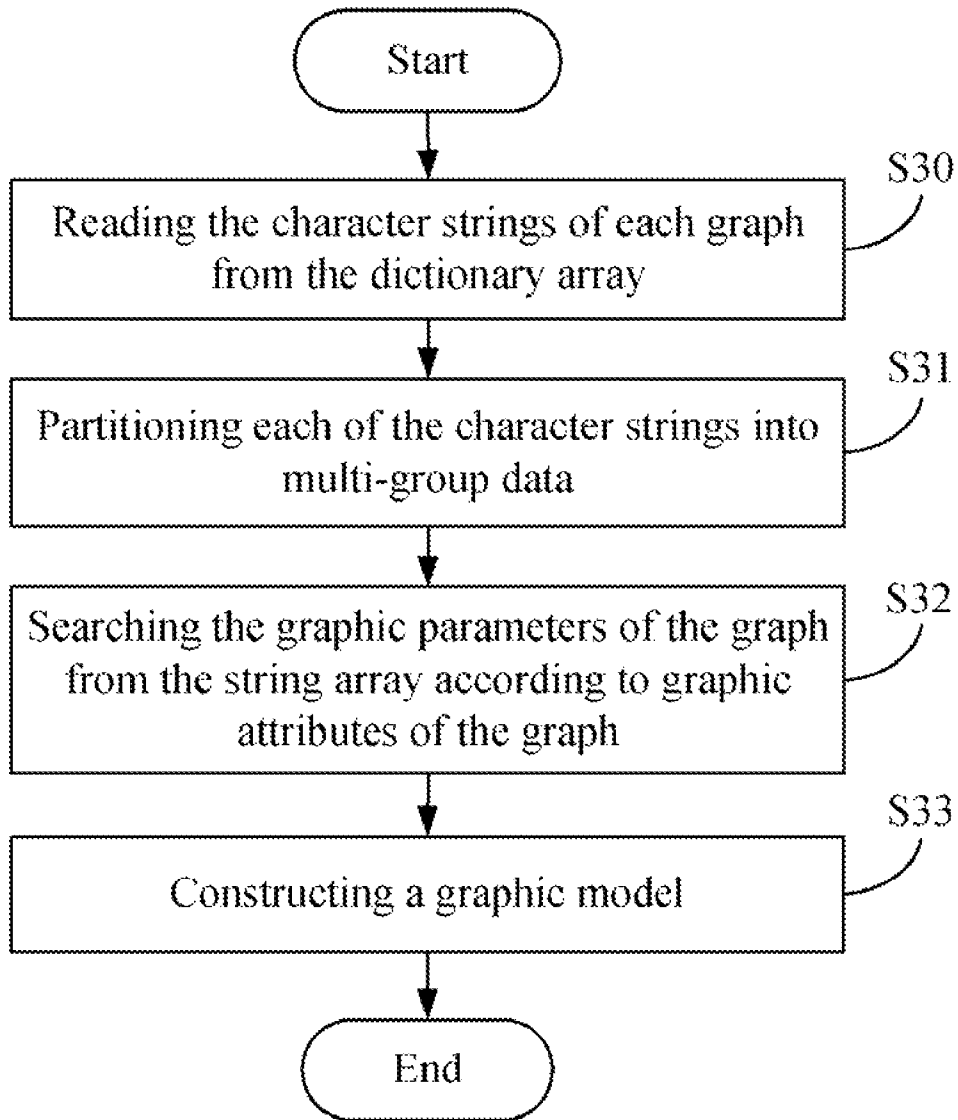 Start
S30
Reading the character strings of each graph
from the dictionary array
S31
Partitioning each of the character strings into
multi-group data
S32
Searching the graphic parameters of the graph
from the string array according to graphic
attributes of the graph
S33
Constructing a graphic model
End